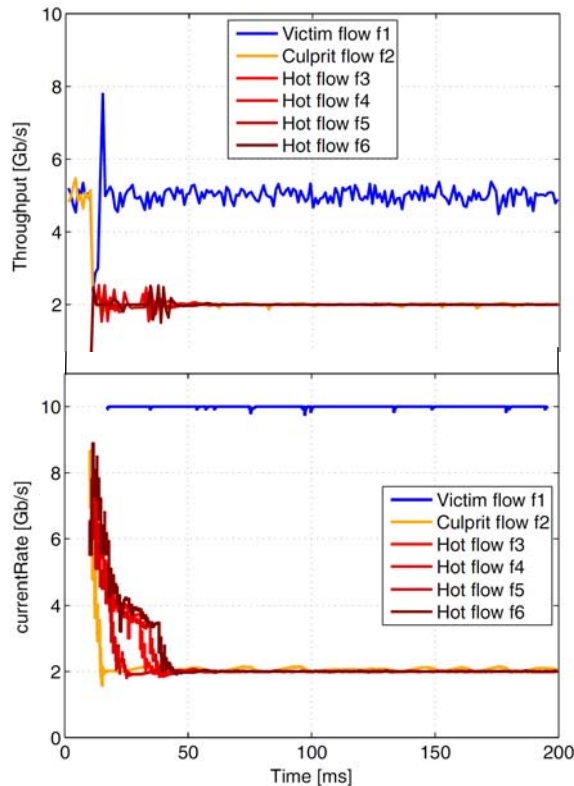 10
8
6
4
2
Throughput [Gb/s]
Victim flow f1
Culprit flow f2
Hot flow f3
Hot flow f4
Hot flow f5
Hot flow f6
10
8
6
4
2
0
currentRate [Gb/s]
Victim flow f1
Culprit flow f2
Hot flow f3
Hot flow f4
Hot flow f5
Hot flow f6
0 50 100 150 200
Time [ms]